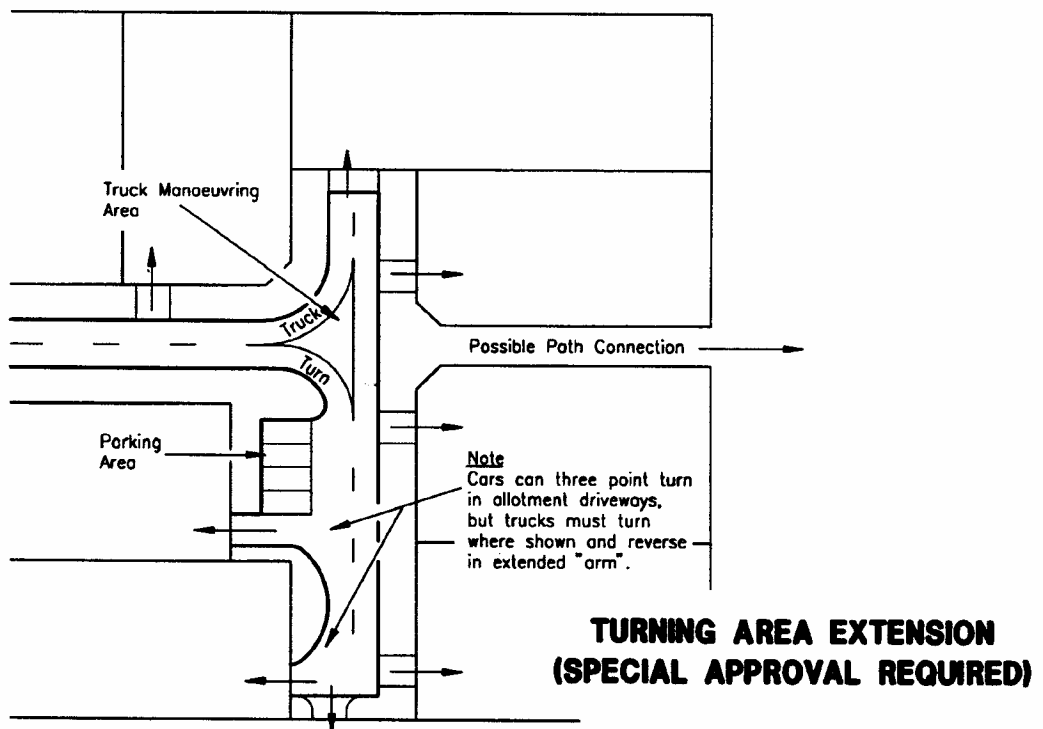 Truck Manoeuvring
Area
Truck
Turn
Possible Path Connection
Parking
Area
Note
Cars can three point turn
in allotment driveways,
but trucks must turn
where shown and reverse
in extended "arm".
TURNING AREA EXTENSION
(SPECIAL APPROVAL REQUIRED)